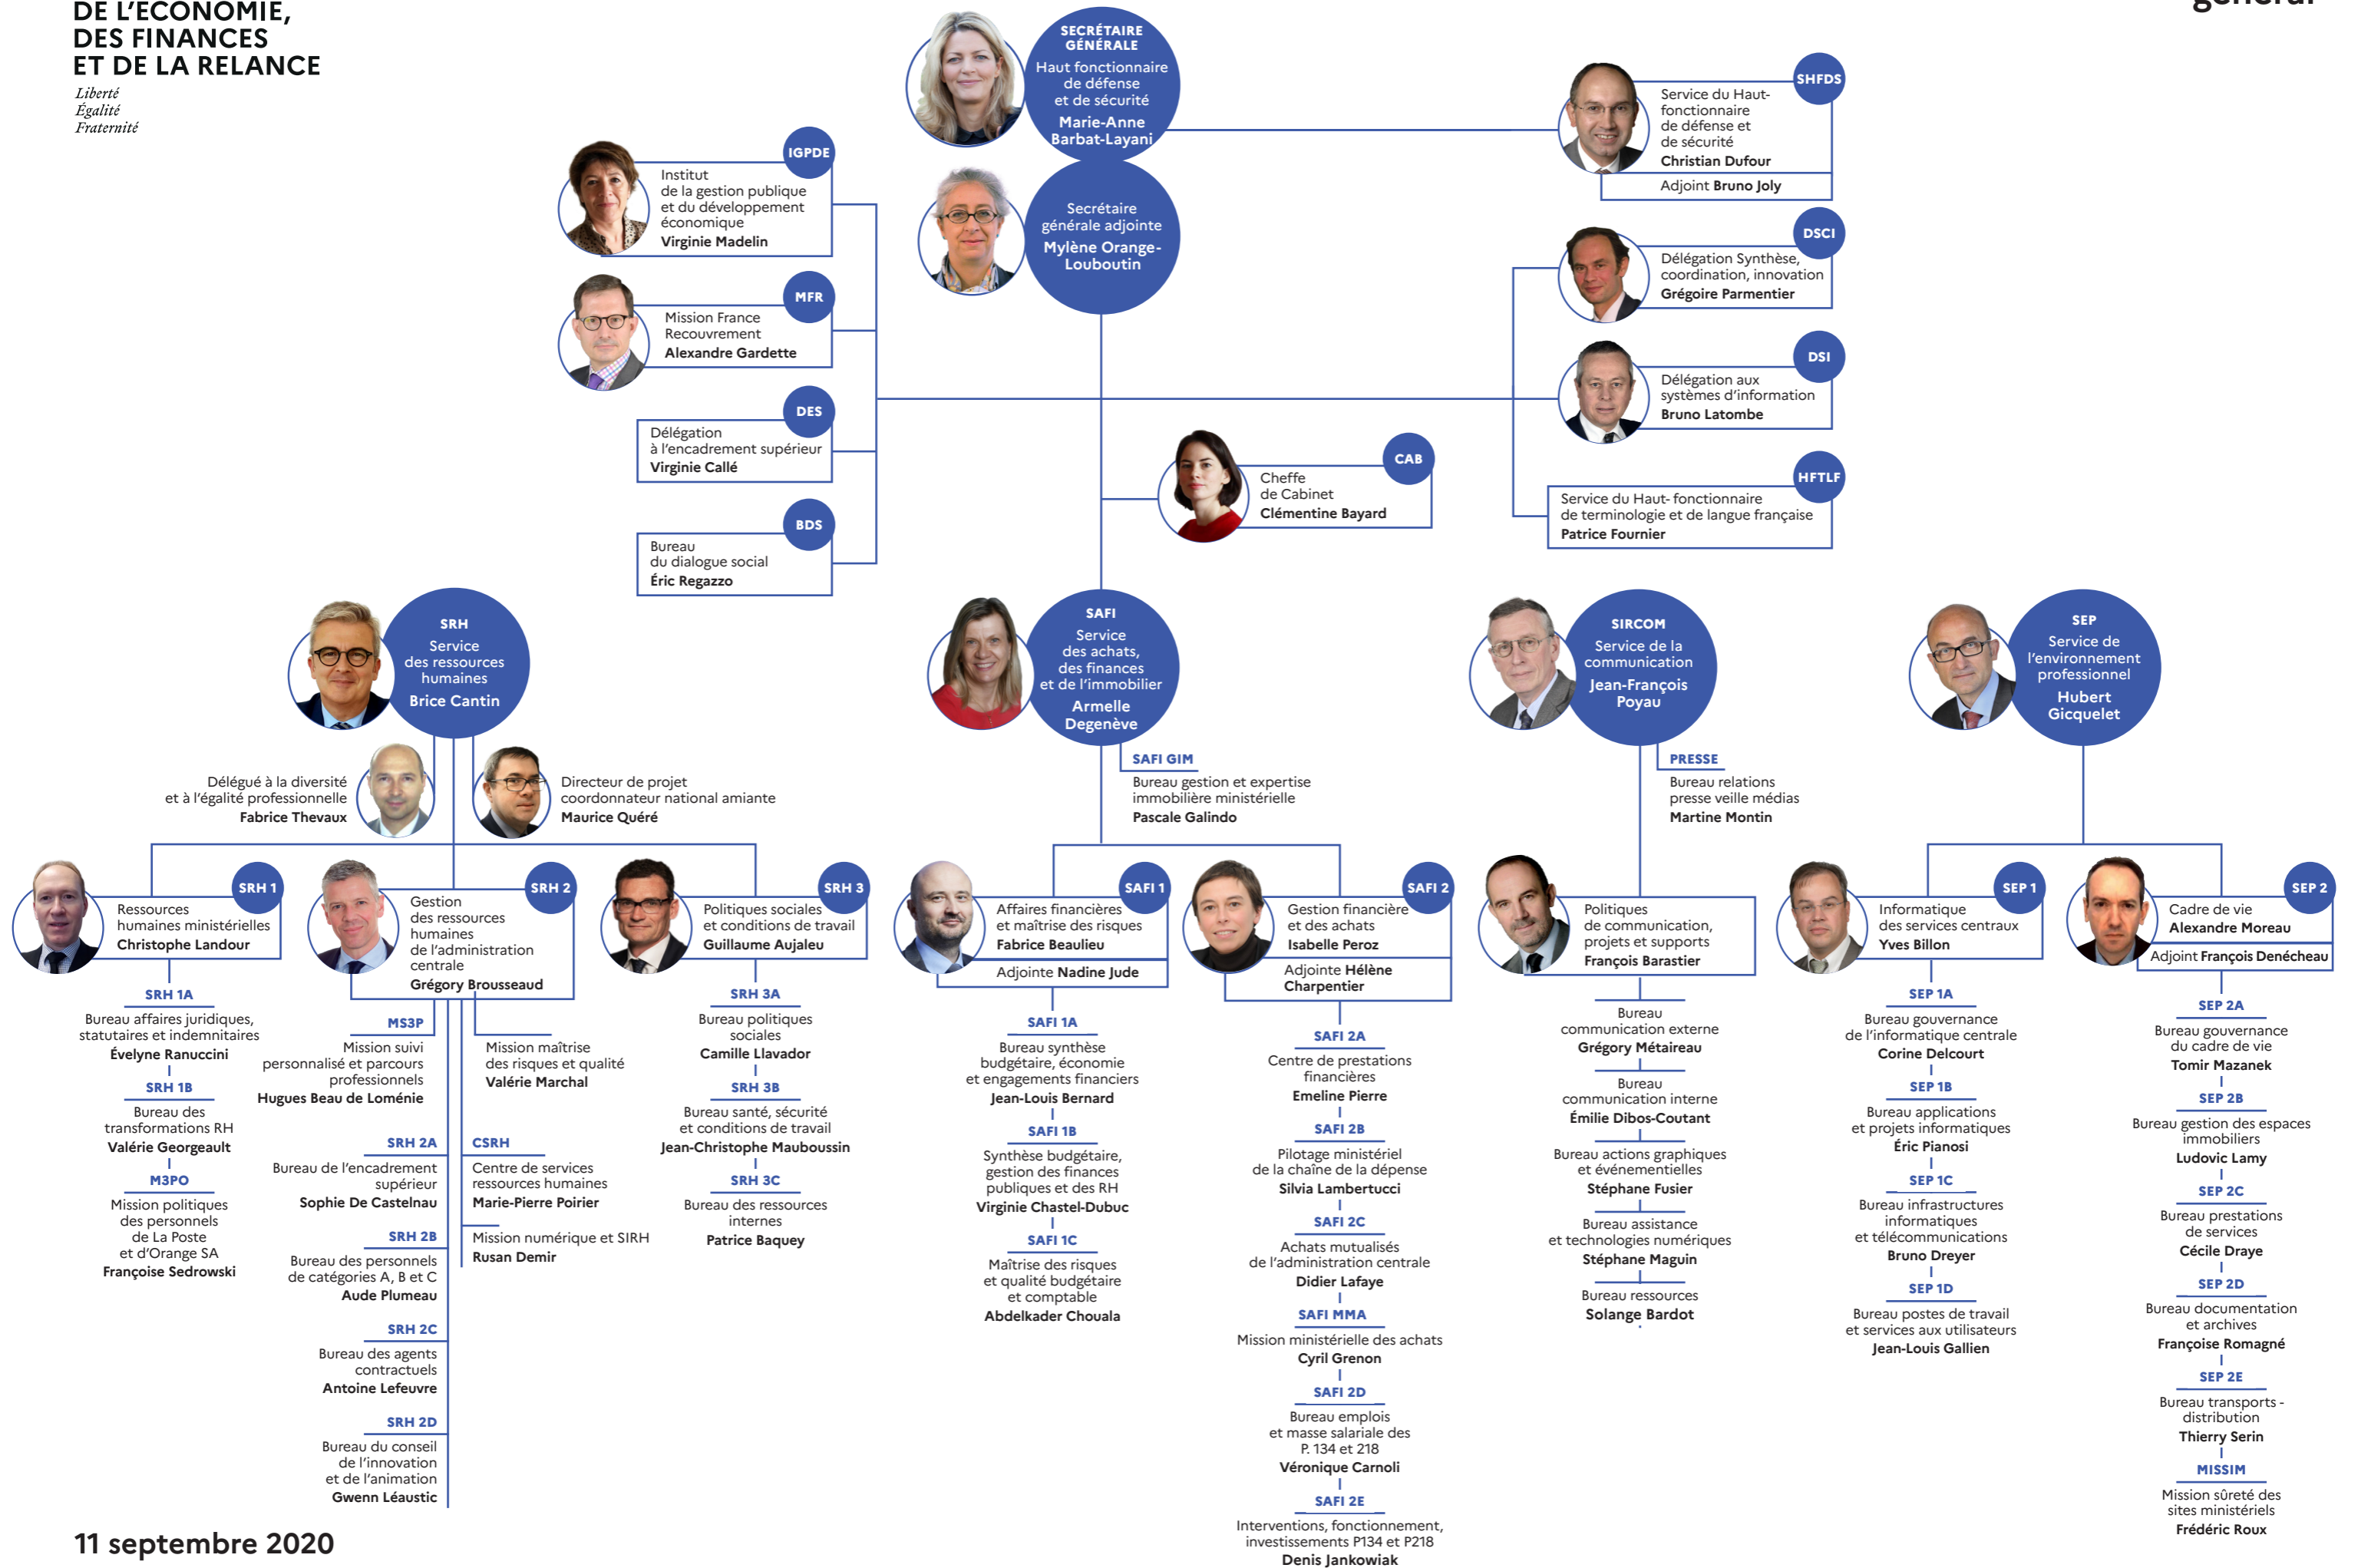 DE L'ÉCONOMIE,
DES FINANCES
ET DE LA RELANCE
Liberté
Égalité
Fraternité
général
SECRÉTAIRE
GÉNÉRALE
Haut fonctionnaire
de défense
et de sécurité
Marie-Anne
Barbat-Layani
Secrétaire
générale adjointe
Mylène Orange-
Louboutin
SHFDS
Service du Haut-
fonctionnaire
de défense et
de sécurité
Christian Dufour
Adjoint Bruno Joly
IGPDE
Institut
de la gestion publique
et du développement
économique
Virginie Madelin
MFR
Mission France
Recouvrement
Alexandre Gardette
DES
Délégation
à l'encadrement supérieur
Virginie Callé
BDS
Bureau
du dialogue social
Éric Regazzo
DSCI
Délégation Synthèse,
coordination, innovation
Grégoire Parmentier
DSI
Délégation aux
systèmes d'information
Bruno Latombe
HFTLF
Service du Haut- fonctionnaire
de terminologie et de langue française
Patrice Fournier
CAB
Cheffe
de Cabinet
Clémentine Bayard
SRH
Service
des ressources
humaines
Brice Cantin
Délégué à la diversité
et à l'égalité professionnelle
Fabrice Thevaux
Directeur de projet
coordonnateur national amiante
Maurice Quéré
SRH 1
Ressources
humaines ministérielles
Christophe Landour
SRH 1A
Bureau affaires juridiques,
statutaires et indemnitaires
Évelyne Ranuccini
SRH 1B
Bureau des
transformations RH
Valérie Georgeault
M3PO
Mission politiques
des personnels
de La Poste
et d'Orange SA
Françoise Sedrowski
SRH 2
Gestion
des ressources
humaines
de l'administration
centrale
Grégory Brousseaud
MS3P
Mission suivi
personnalisé et parcours
professionnels
Hugues Beau de Loménie
Mission maîtrise
des risques et qualité
Valérie Marchal
SRH 2A
Bureau de l'encadrement
supérieur
Sophie De Castelnau
CSRH
Centre de services
ressources humaines
Marie-Pierre Poirier
Mission numérique et SIRH
Rusan Demir
SRH 2B
Bureau des personnels
de catégories A, B et C
Aude Plumeau
SRH 2C
Bureau des agents
contractuels
Antoine Lefeuvre
SRH 2D
Bureau du conseil
de l'innovation
et de l'animation
Gwenn Léaustic
SRH 3
Politiques sociales
et conditions de travail
Guillaume Aujaleu
SRH 3A
Bureau politiques
sociales
Camille Llavador
SRH 3B
Bureau santé, sécurité
et conditions de travail
Jean-Christophe Mauboussin
SRH 3C
Bureau des ressources
internes
Patrice Baquey
SAFI
Service
des achats,
des finances
et de l'immobilier
Armelle
Degenève
SAFI GIM
Bureau gestion et expertise
immobilière ministérielle
Pascale Galindo
SAFI 1
Affaires financières
et maîtrise des risques
Fabrice Beaulieu
Adjointe Nadine Jude
SAFI 1A
Bureau synthèse
budgétaire, économie
et engagements financiers
Jean-Louis Bernard
SAFI 1B
Synthèse budgétaire,
gestion des finances
publiques et des RH
Virginie Chastel-Dubuc
SAFI 1C
Maîtrise des risques
et qualité budgétaire
et comptable
Abdelkader Chouala
SAFI 2
Gestion financière
et des achats
Isabelle Peroz
Adjointe Hélène
Charpentier
SAFI 2A
Centre de prestations
financières
Emeline Pierre
SAFI 2B
Pilotage ministériel
de la chaîne de la dépense
Silvia Lambertucci
SAFI 2C
Achats mutualisés
de l'administration centrale
Didier Lafaye
SAFI MMA
Mission ministérielle des achats
Cyril Grenon
SAFI 2D
Bureau emplois
et masse salariale des
P. 134 et 218
Véronique Carnoli
SAFI 2E
Interventions, fonctionnement,
investissements P134 et P218
Denis Jankowiak
SIRCOM
Service de la
communication
Jean-François
Poyau
PRESSE
Bureau relations
presse veille médias
Martine Montin
Politiques
de communication,
projets et supports
François Barastier
Bureau
communication externe
Grégory Métaireau
Bureau
communication interne
Émilie Dibos-Coutant
Bureau actions graphiques
et événementielles
Stéphane Fusier
Bureau assistance
et technologies numériques
Stéphane Maguin
Bureau ressources
Solange Bardot
SEP
Service de
l'environnement
professionnel
Hubert
Gicquelet
SEP 1
Informatique
des services centraux
Yves Billon
SEP 1A
Bureau gouvernance
de l'informatique centrale
Corine Delcourt
SEP 1B
Bureau applications
et projets informatiques
Éric Pianosi
SEP 1C
Bureau infrastructures
informatiques
et télécommunications
Bruno Dreyer
SEP 1D
Bureau postes de travail
et services aux utilisateurs
Jean-Louis Gallien
SEP 2
Cadre de vie
Alexandre Moreau
Adjoint François Denécheau
SEP 2A
Bureau gouvernance
du cadre de vie
Tomir Mazanek
SEP 2B
Bureau gestion des espaces
immobiliers
Ludovic Lamy
SEP 2C
Bureau prestations
de services
Cécile Draye
SEP 2D
Bureau documentation
et archives
Françoise Romagné
SEP 2E
Bureau transports -
distribution
Thierry Serin
MISSIM
Mission sûreté des
sites ministériels
Frédéric Roux
11 septembre 2020